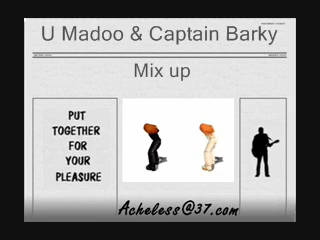 U Madoo & Captain Barky
Mix up
PUT
TOGETHER
FOR
YOUR
PLEASURE
Acheless@37.com